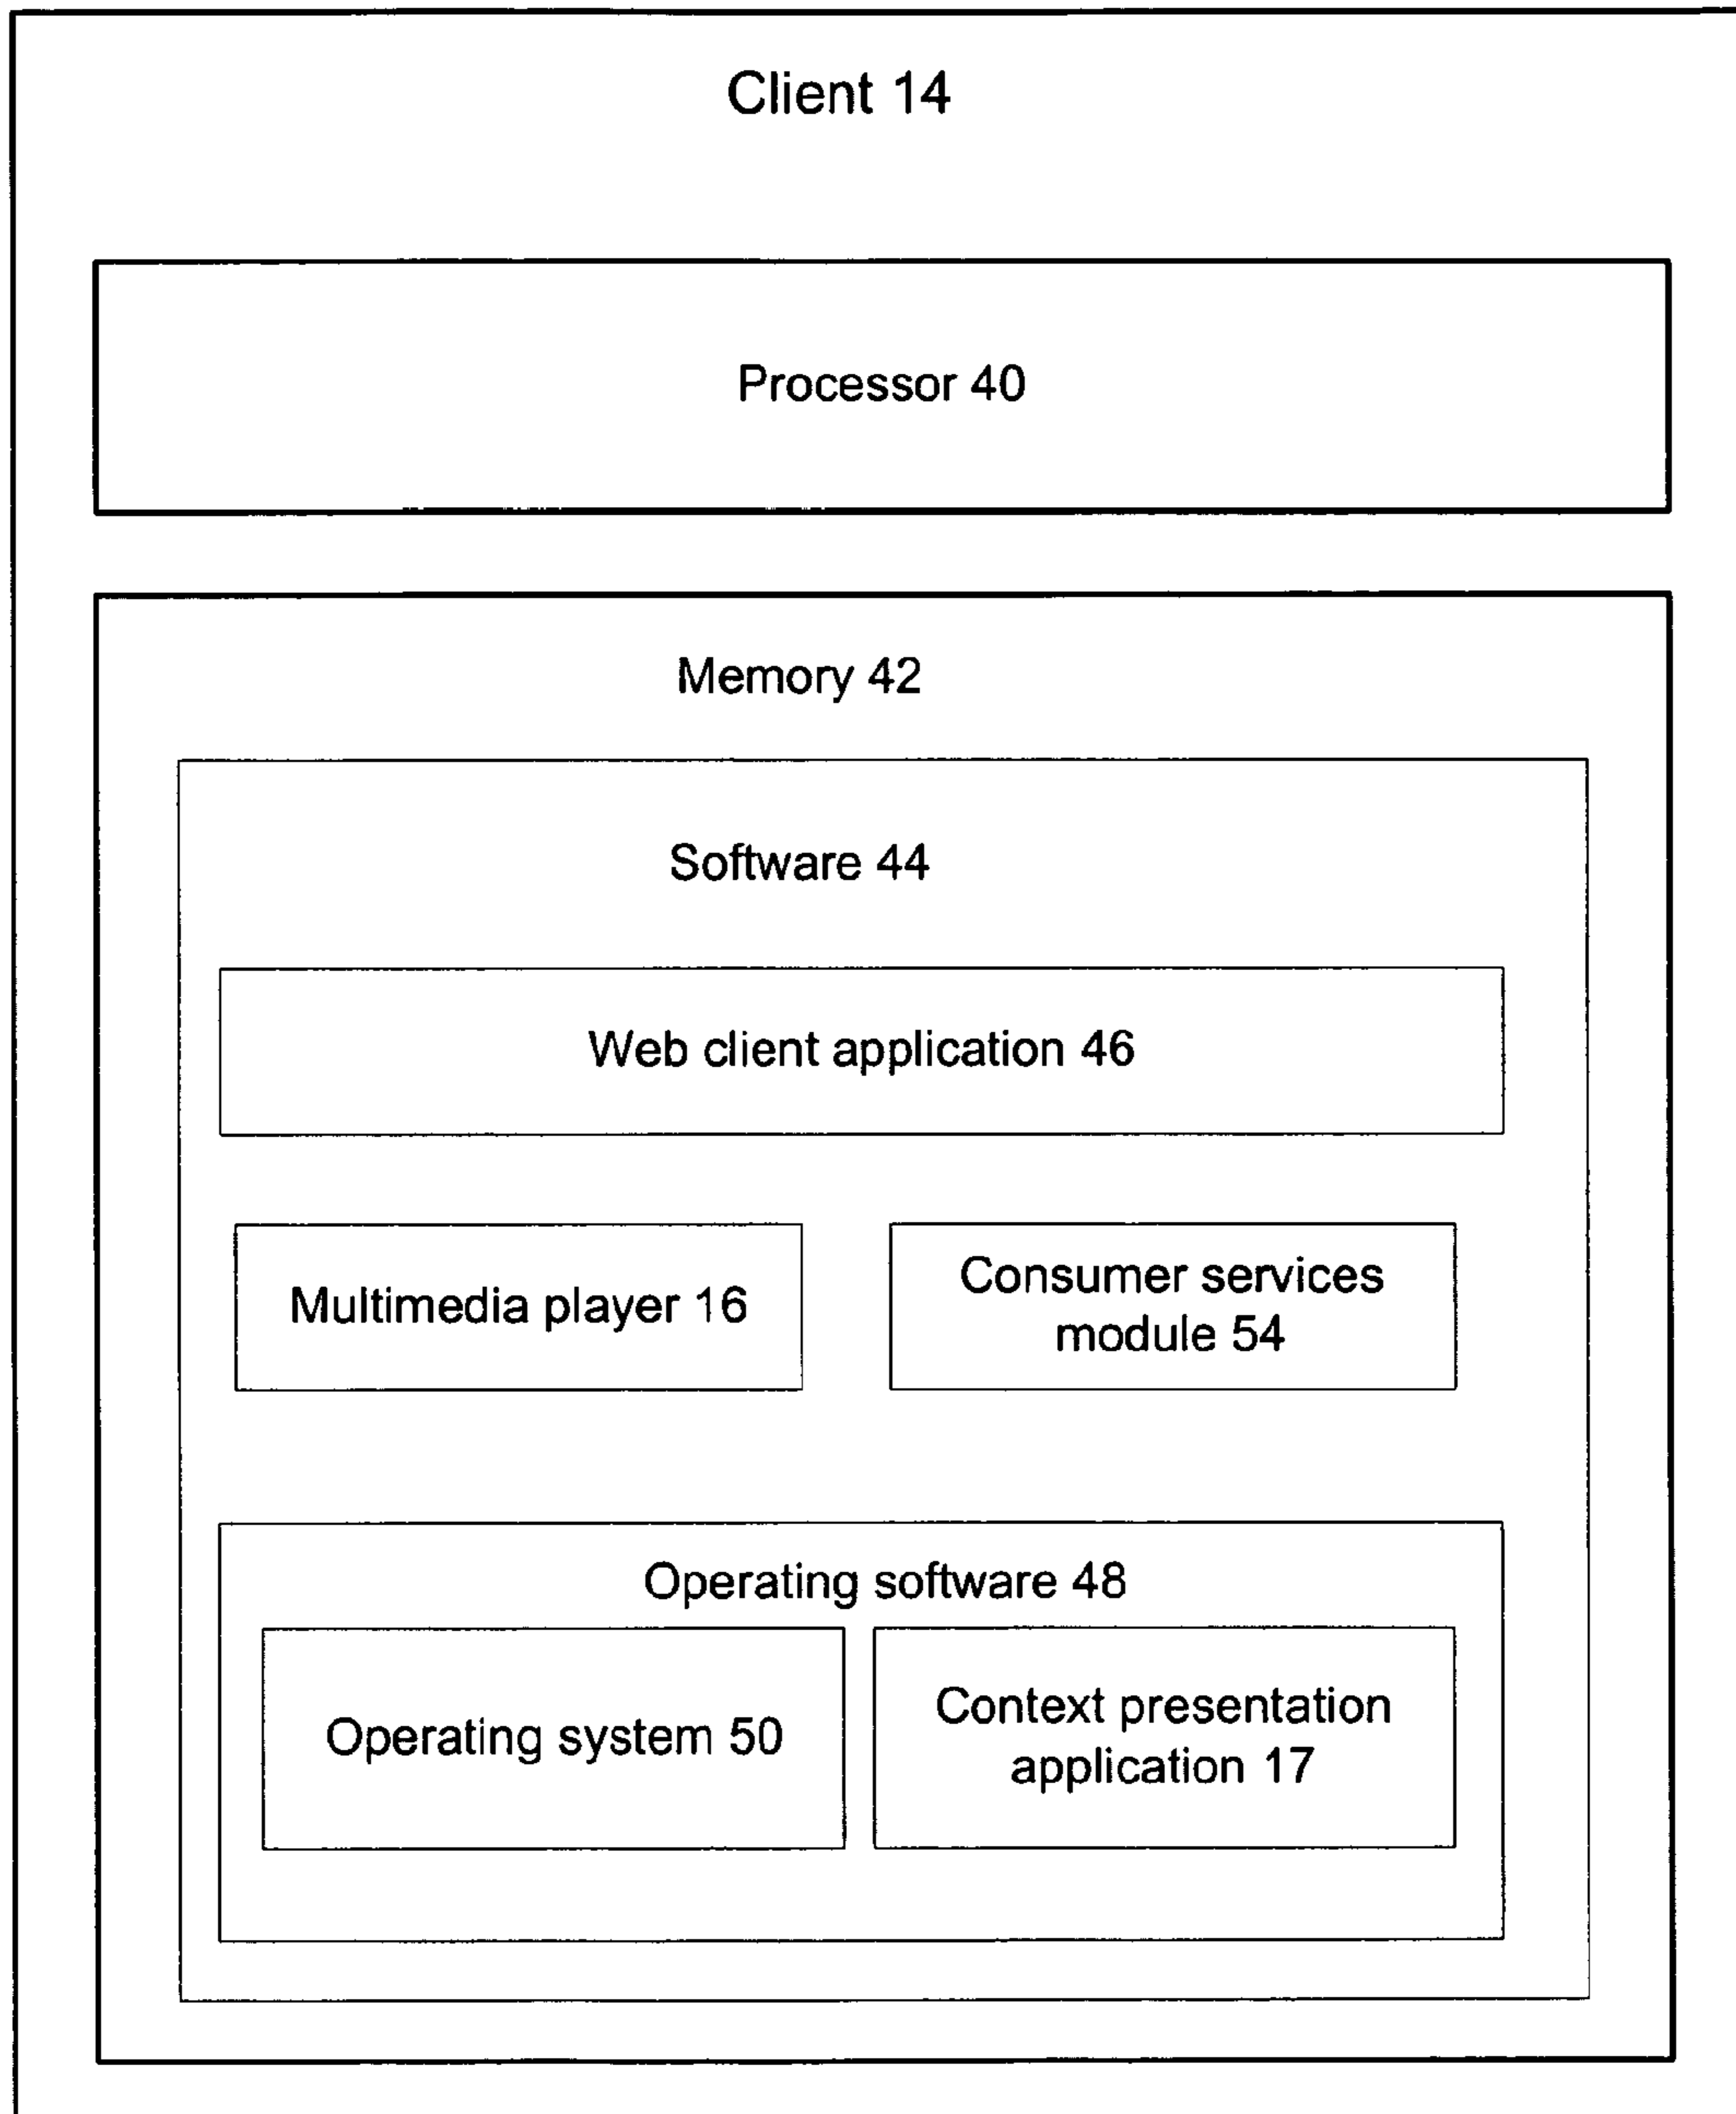 Client 14
Processor 40
Memory 42
Software 44
Web client application 46
Multimedia player 16
Consumer services
module 54
Operating software 48
Operating system 50
Context presentation
application 17